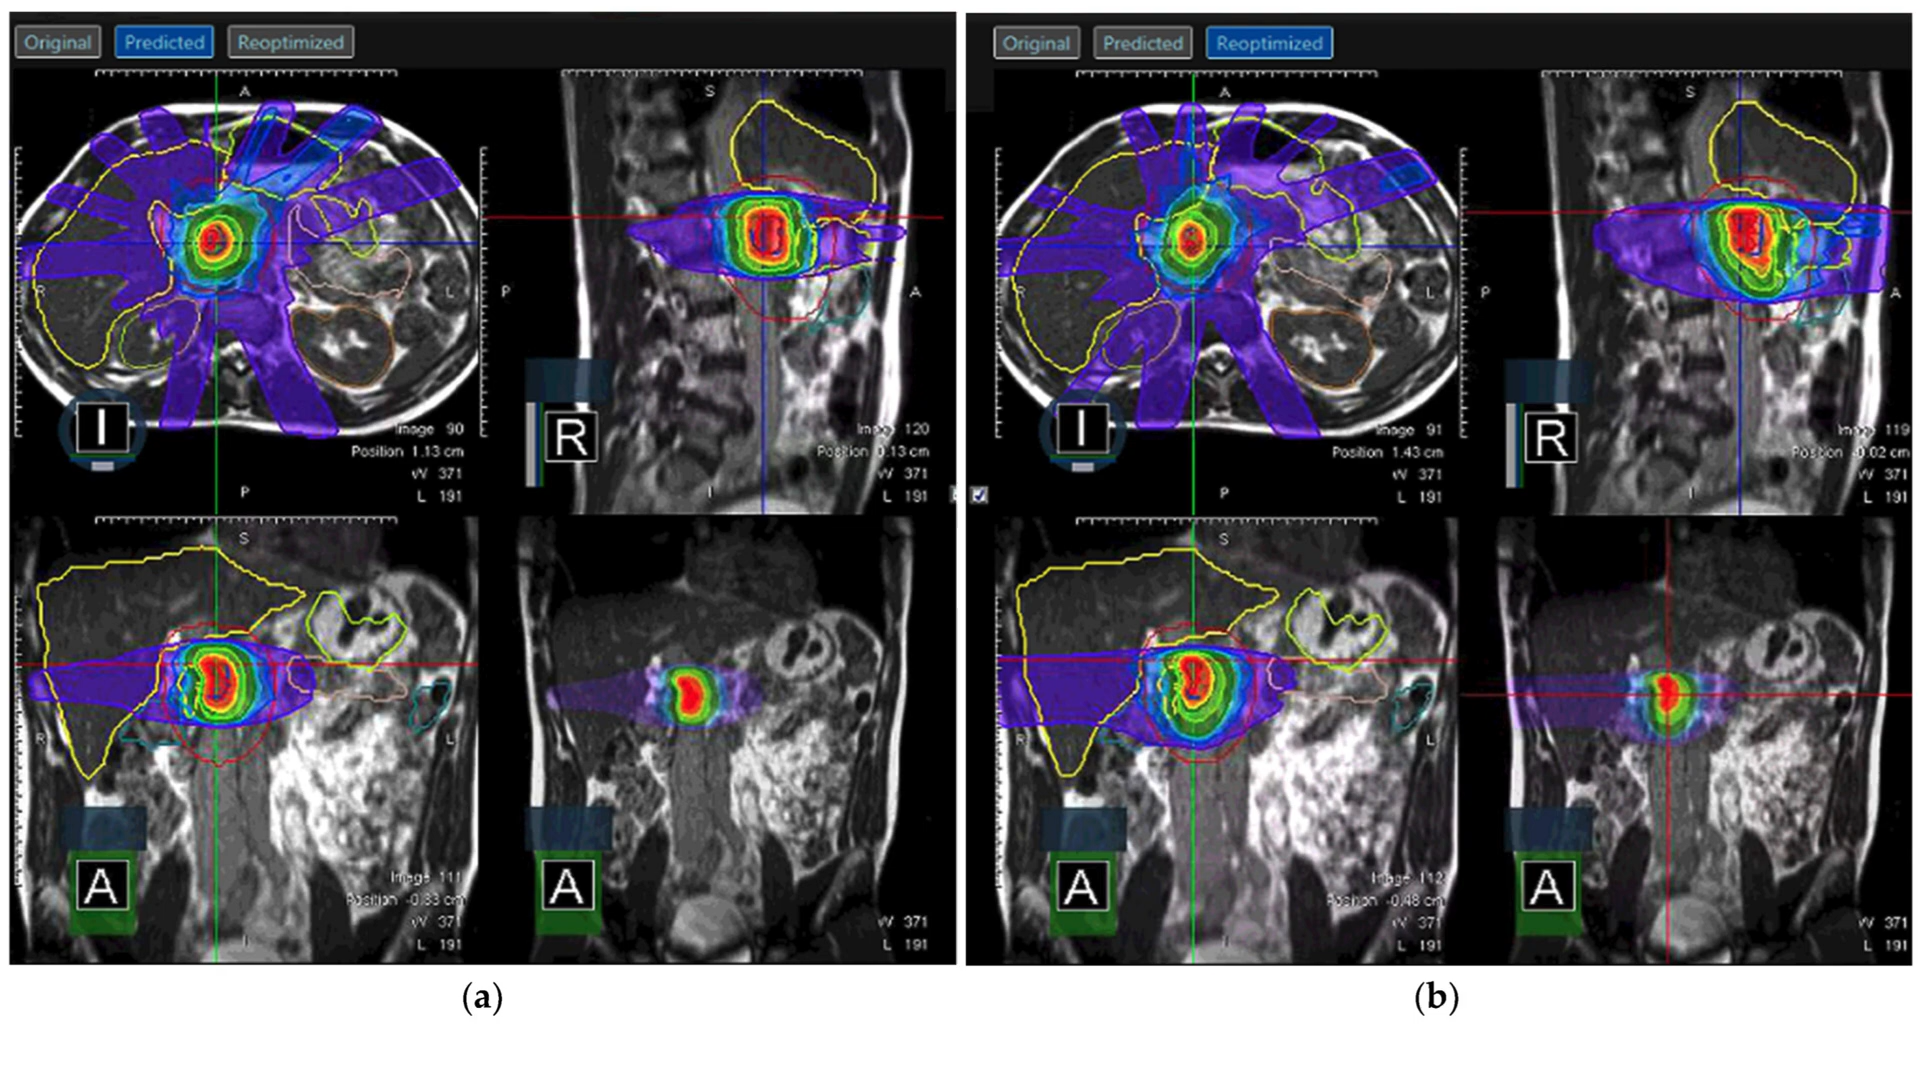 Original Predicted Reoptimized
A
R
L
P
I
Image 90
Position 1.13 cm
W 371
L 191
S
P
A
I
R
Image 120
Position 0.13 cm
W 371
L 191
S
R
L
I
A
Image 111
Position -0.83 cm
W 371
L 191
A
W 371
L 191
Original Predicted Reoptimized
A
R
L
P
I
Image 91
Position 1.43 cm
W 371
L 191
S
P
A
I
R
Image 119
Position -0.02 cm
W 371
L 191
S
R
L
I
A
Image 112
Position -0.48 cm
W 371
L 191
A
W 371
L 191
(a)
(b)